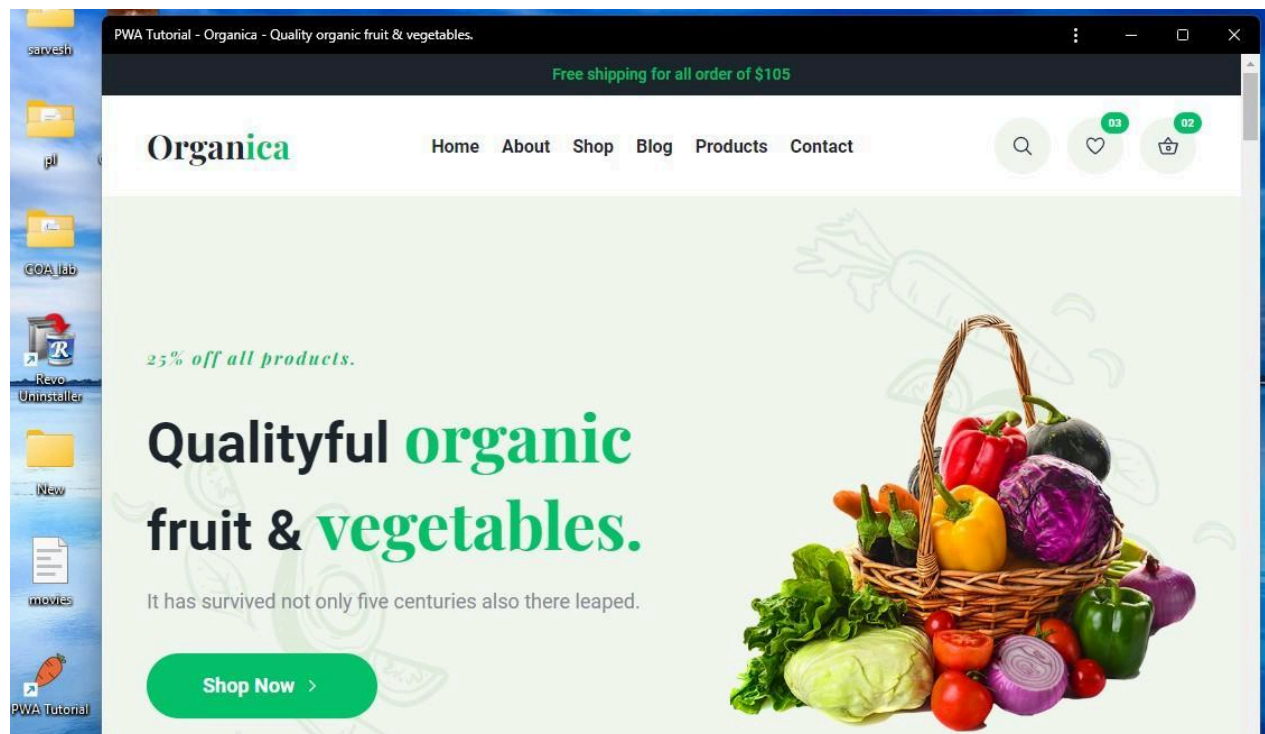 sarvesh
pl
COA_lab
Revo
Uninstaller
New
movies
PWA Tutorial
PWA Tutorial - Organica - Quality organic fruit & vegetables.
Free shipping for all order of $105
Organica
Home About Shop Blog Products Contact
03
02
25% off all products.
Qualityful organic
fruit & vegetables.
It has survived not only five centuries also there leaped.
Shop Now